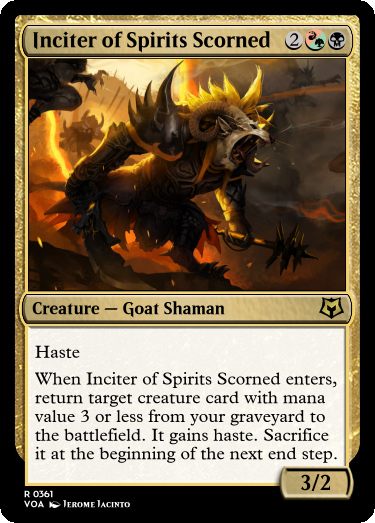 Inciter of Spirits Scorned 2
Creature — Goat Shaman
Haste
When Inciter of Spirits Scorned enters,
return target creature card with mana
value 3 or less from your graveyard to
the battlefield. It gains haste. Sacrifice
it at the beginning of the next end step.
3/2
R 0361
VOA Jerome Jacinto